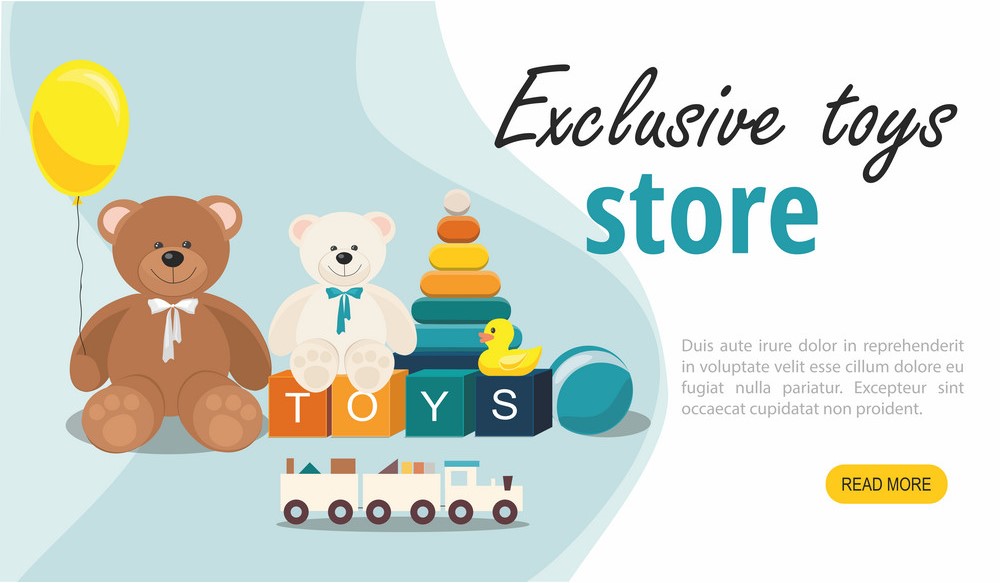 Exclusive toys
store
Duis aute irure dolor in reprehenderit
in voluptate velit esse cillum dolore eu
fugiat nulla pariatur. Excepteur sint
occaecat cupidatat non proident.
TOYS
READ MORE